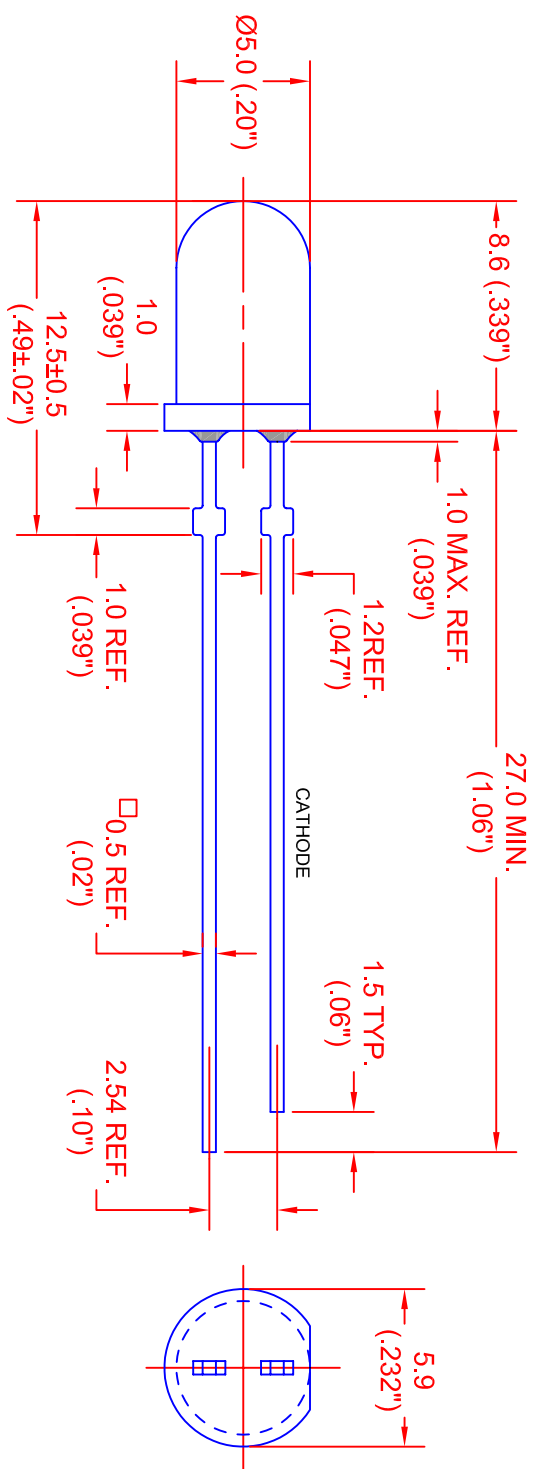 Ø5.0 (.20")
8.6 (.339")
1.0
(.039")
12.5±0.5
(.49±.02")
1.0 MAX. REF.
(.039")
27.0 MIN.
(1.06")
1.2REF.
(.047")
1.0 REF.
(.039")
CATHODE
□0.5 REF.
(.02")
1.5 TYP.
(.06")
2.54 REF.
(.10")
5.9
(.232")